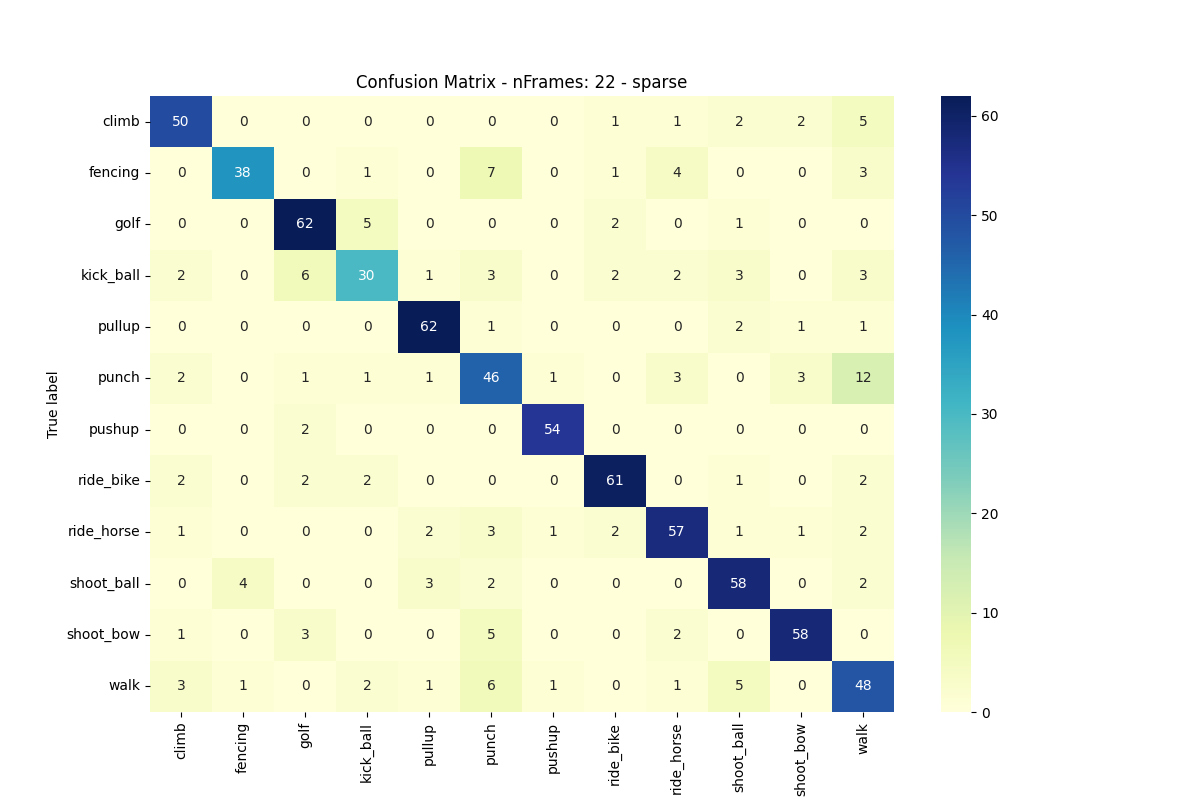 Confusion Matrix - nFrames: 22 - sparse
True label
climb 50 0 0 0 0 0 0 1 1 2 2 5
fencing 0 38 0 1 0 7 0 1 4 0 0 3
golf 0 0 62 5 0 0 0 2 0 1 0 0
kick_ball 2 0 6 30 1 3 0 2 2 3 0 3
pullup 0 0 0 0 62 1 0 0 0 2 1 1
punch 2 0 1 1 1 46 1 0 3 0 3 12
pushup 0 0 2 0 0 0 54 0 0 0 0 0
ride_bike 2 0 2 2 0 0 0 61 0 1 0 2
ride_horse 1 0 0 0 2 3 1 2 57 1 1 2
shoot_ball 0 4 0 0 3 2 0 0 0 58 0 2
shoot_bow 1 0 3 0 0 5 0 0 2 0 58 0
walk 3 1 0 2 1 6 1 0 1 5 0 48
climb fencing golf kick_ball pullup punch pushup ride_bike ride_horse shoot_ball shoot_bow walk
60
50
40
30
20
10
0